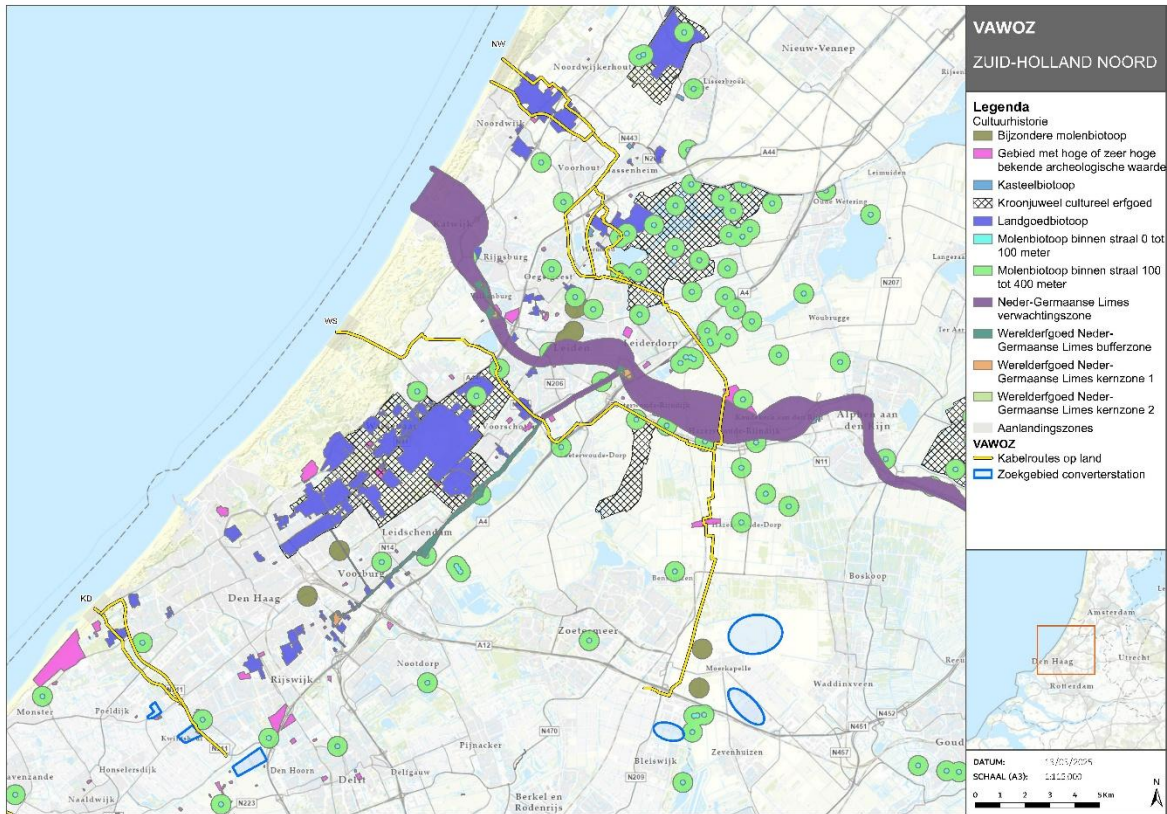 VAWOZ
ZUID-HOLLAND NOORD
Legenda
Cultuurhistorie
Bijzondere molenbiotoop
Gebied met hoge of zeer hoge
bekende archeologische waarde
Kasteelbiotoop
Kroonjuweel cultureel erfgoed
Landgoedbiotoop
Molenbiotoop binnen straal 0 tot
100 meter
Molenbiotoop binnen straal 100
tot 400 meter
Neder-Germaanse Limes
verwachtingszone
Werelderfgoed Neder-
Germaanse Limes bufferzone
Werelderfgoed Neder-
Germaanse Limes kernzone 1
Werelderfgoed Neder-
Germaanse Limes kernzone 2
Aanlandingszones
VAWOZ
Kabelroutes op land
Zoekgebied converterstation
Amsterdam
Den Haag
Utrecht
Rotterdam
DATUM:
SCHAAL (A3):
0 1 2 3 4 5 Km
N
NW
Nieuw-Vennep
Noordwijkerhout
Noordwijk
N443
A44
Voorhout
Leimuiden
Oude Wetering
Katwijk
Rijnsburg
N207
A4
Woubrugge
WS
Leiden
Leiderdorp
N206
Voorschoten
Alphen aan
den Rijn
N11
A4
Leidschendam
N14
Voorburg
Boskoop
KD
Den Haag
Zoetermeer
A12
Nootdorp
Rijswijk
Waddinxveen
Monster
Poeldijk
N211
N452
N451
Zevenhuizen
Pijnacker
N470
Bleiswijk
N457
Honselersdijk
Den Hoorn
Delft
Delfgauw
N209
Naaldwijk
N223
Berkel en
Rodenrijs